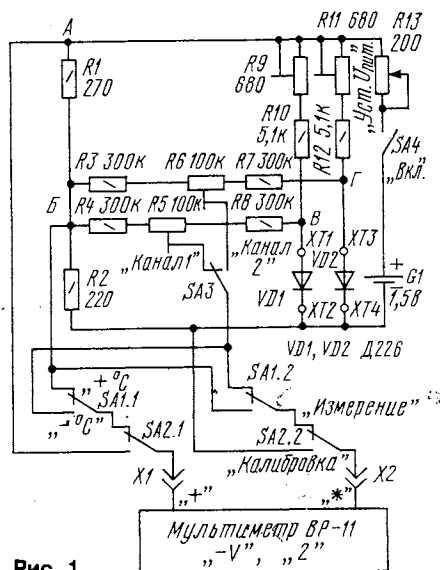 А
R1
270
R9
680
R11 680
R13
200
„Уст. Uпит."
R10
5,1к
R12 5,1к
SA4
„Вкл."
R3 300к
R6 100к
R7 300к
Г
Б
R4 300к
R5 100к
R8 300к
В
„Канал 1"
„Канал
2"
SA3
XT1
VD2
XT3
VD1
XT2
XT4
+
G1
1,5В
R2
220
VD1, VD2 Д226
„+°C"
SA1.1
„-°C"
SA2.1
SA1.2
„Измерение"
SA2.2
„Калибровка"
X1
„+"
X2
„*"
Мультиметр ВР-11
„-V", „2"
Рис. 1